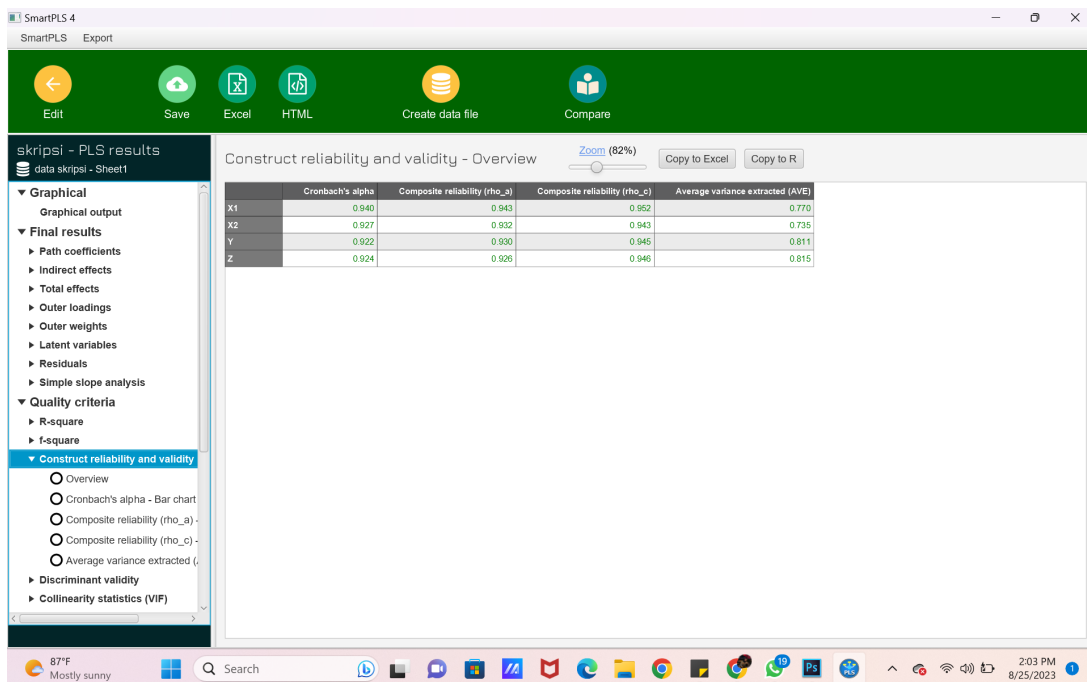 SmartPLS 4
SmartPLS Export
Edit Save Excel HTML Create data file Compare
skripsi - PLS results
data skripsi - Sheet1
Graphical
Graphical output
Final results
Path coefficients
Indirect effects
Total effects
Outer loadings
Outer weights
Latent variables
Residuals
Simple slope analysis
Quality criteria
R-square
f-square
Construct reliability and validity
Overview
Cronbach's alpha - Bar chart
Composite reliability (rho_a) -
Composite reliability (rho_c) -
Average variance extracted (
Discriminant validity
Collinearity statistics (VIF)
Construct reliability and validity - Overview
Zoom (82%)
Copy to Excel Copy to R
Cronbach's alpha Composite reliability (rho_a) Composite reliability (rho_c) Average variance extracted (AVE)
X1 0.940 0.943 0.952 0.770
X2 0.927 0.932 0.943 0.735
Y 0.922 0.930 0.945 0.811
Z 0.924 0.926 0.946 0.815
87°F
Mostly sunny
Search
19
Ps
PLS
2:03 PM
8/25/2023
1